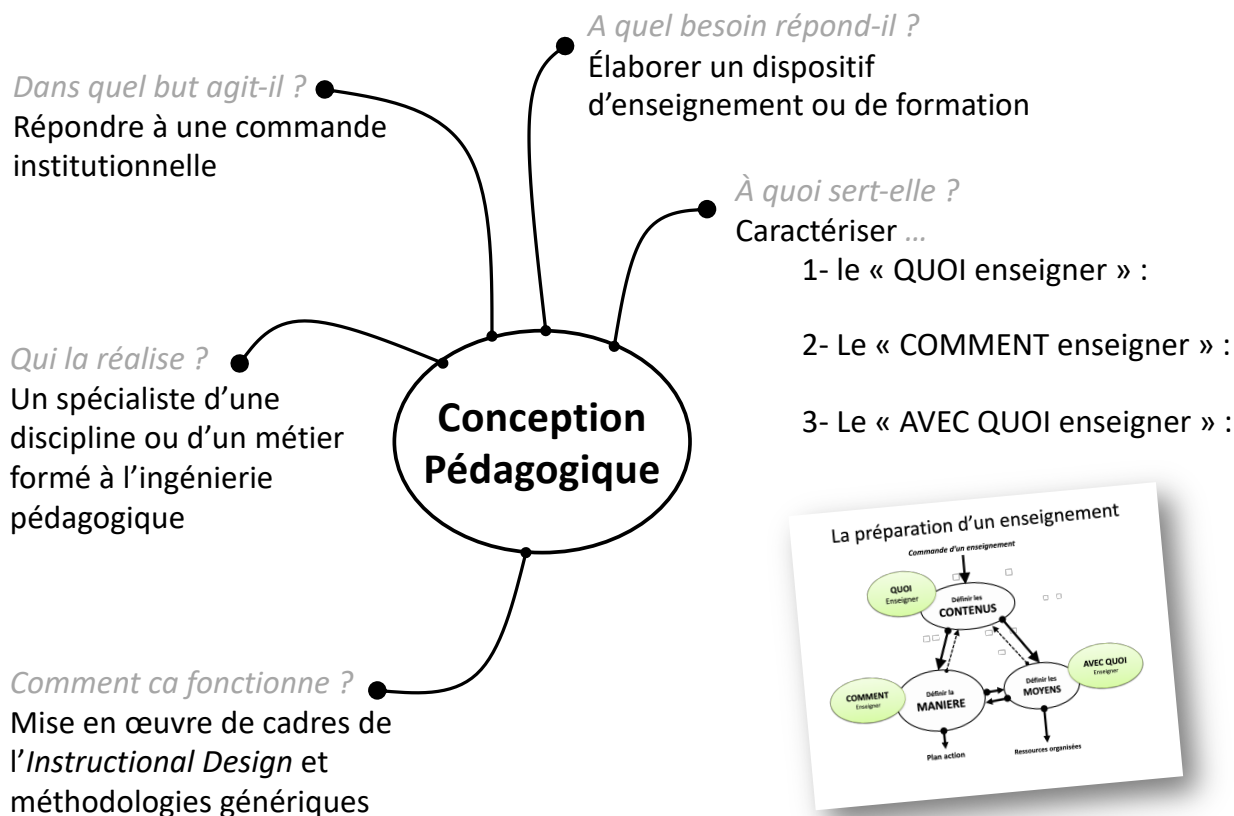 A quel besoin répond-il ?
Élaborer un dispositif
d’enseignement ou de formation
Dans quel but agit-il ?
Répondre à une commande
institutionnelle
À quoi sert-elle ?
Caractériser ...
1- le « QUOI enseigner » :
2- Le « COMMENT enseigner » :
3- Le « AVEC QUOI enseigner » :
Qui la réalise ?
Un spécialiste d’une
discipline ou d’un métier
formé à l’ingénierie
pédagogique
Conception
Pédagogique
Comment ca fonctionne ?
Mise en œuvre de cadres de
l’Instructional Design et
méthodologies génériques
La préparation d’un enseignement
Commande d’un enseignement
QUOI
Enseigner
Définir les
CONTENUS
AVEC QUOI
Enseigner
COMMENT
Enseigner
Définir la
MANIERE
Définir les
MOYENS
Plan action
Ressources organisées